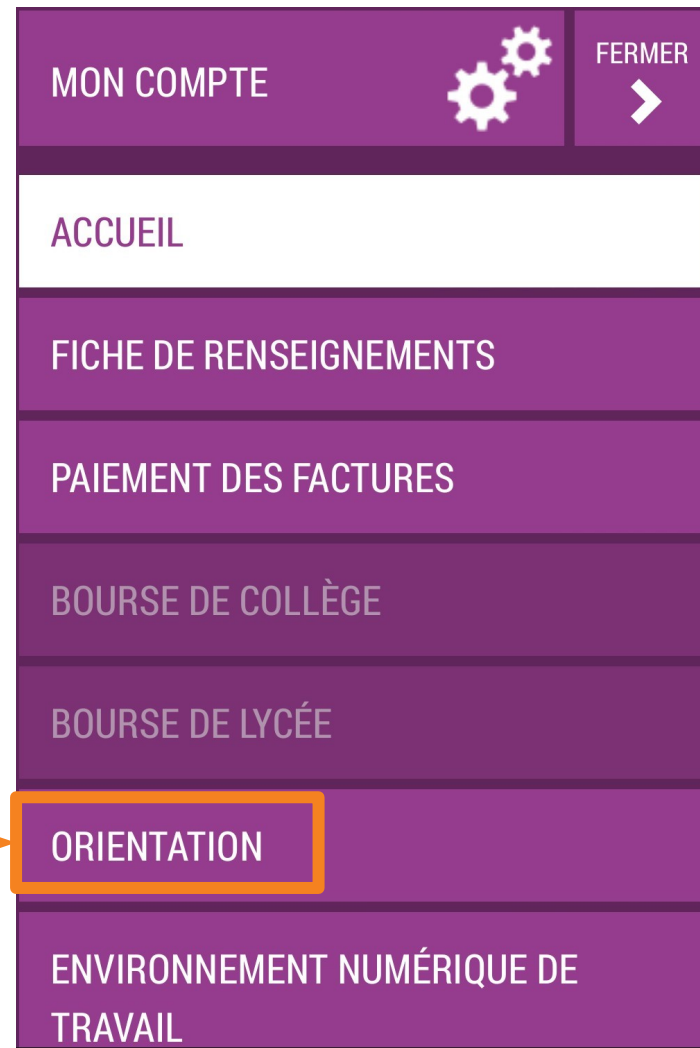 MON COMPTE
FERMER
ACCUEIL
FICHE DE RENSEIGNEMENTS
PAIEMENT DES FACTURES
BOURSE DE COLLÈGE
BOURSE DE LYCÉE
ORIENTATION
ENVIRONNEMENT NUMÉRIQUE DE
TRAVAIL